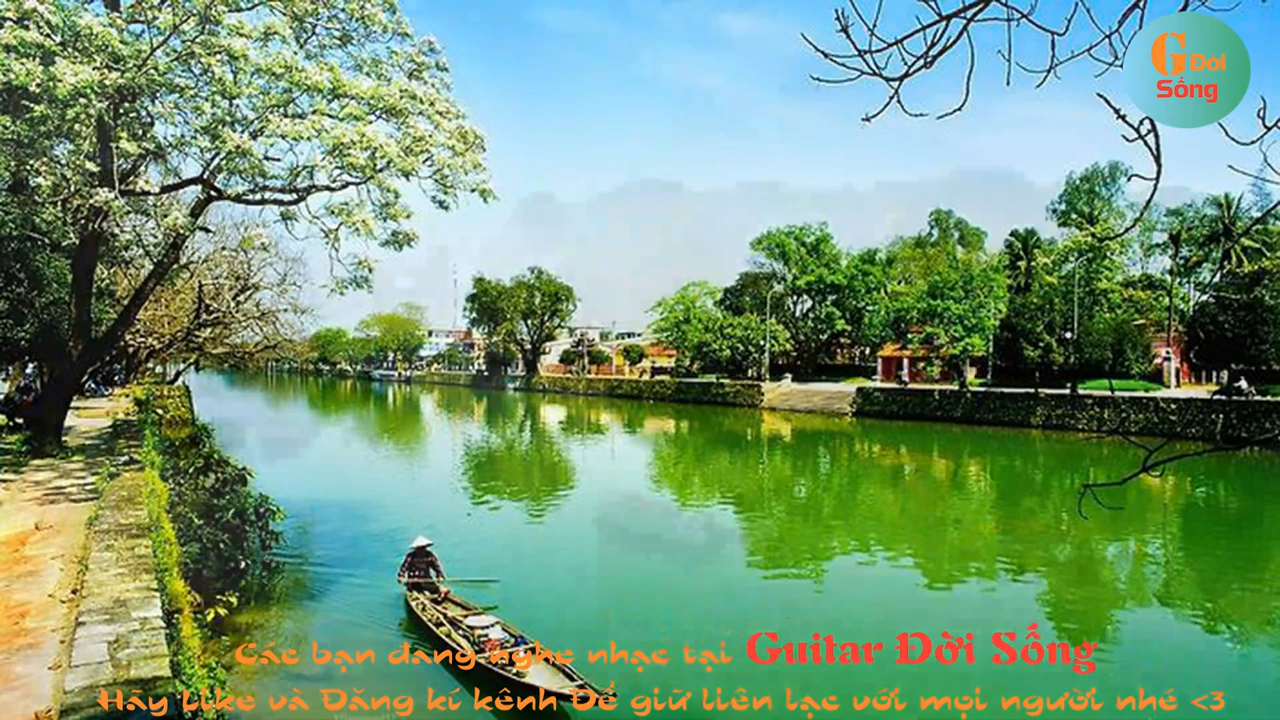 G Đời
Sống
Các bạn đang nghe nhạc tại Guitar Đời Sống
Hãy Like và Đăng kí kênh Để giữ liên lạc với mọi người nhé <3